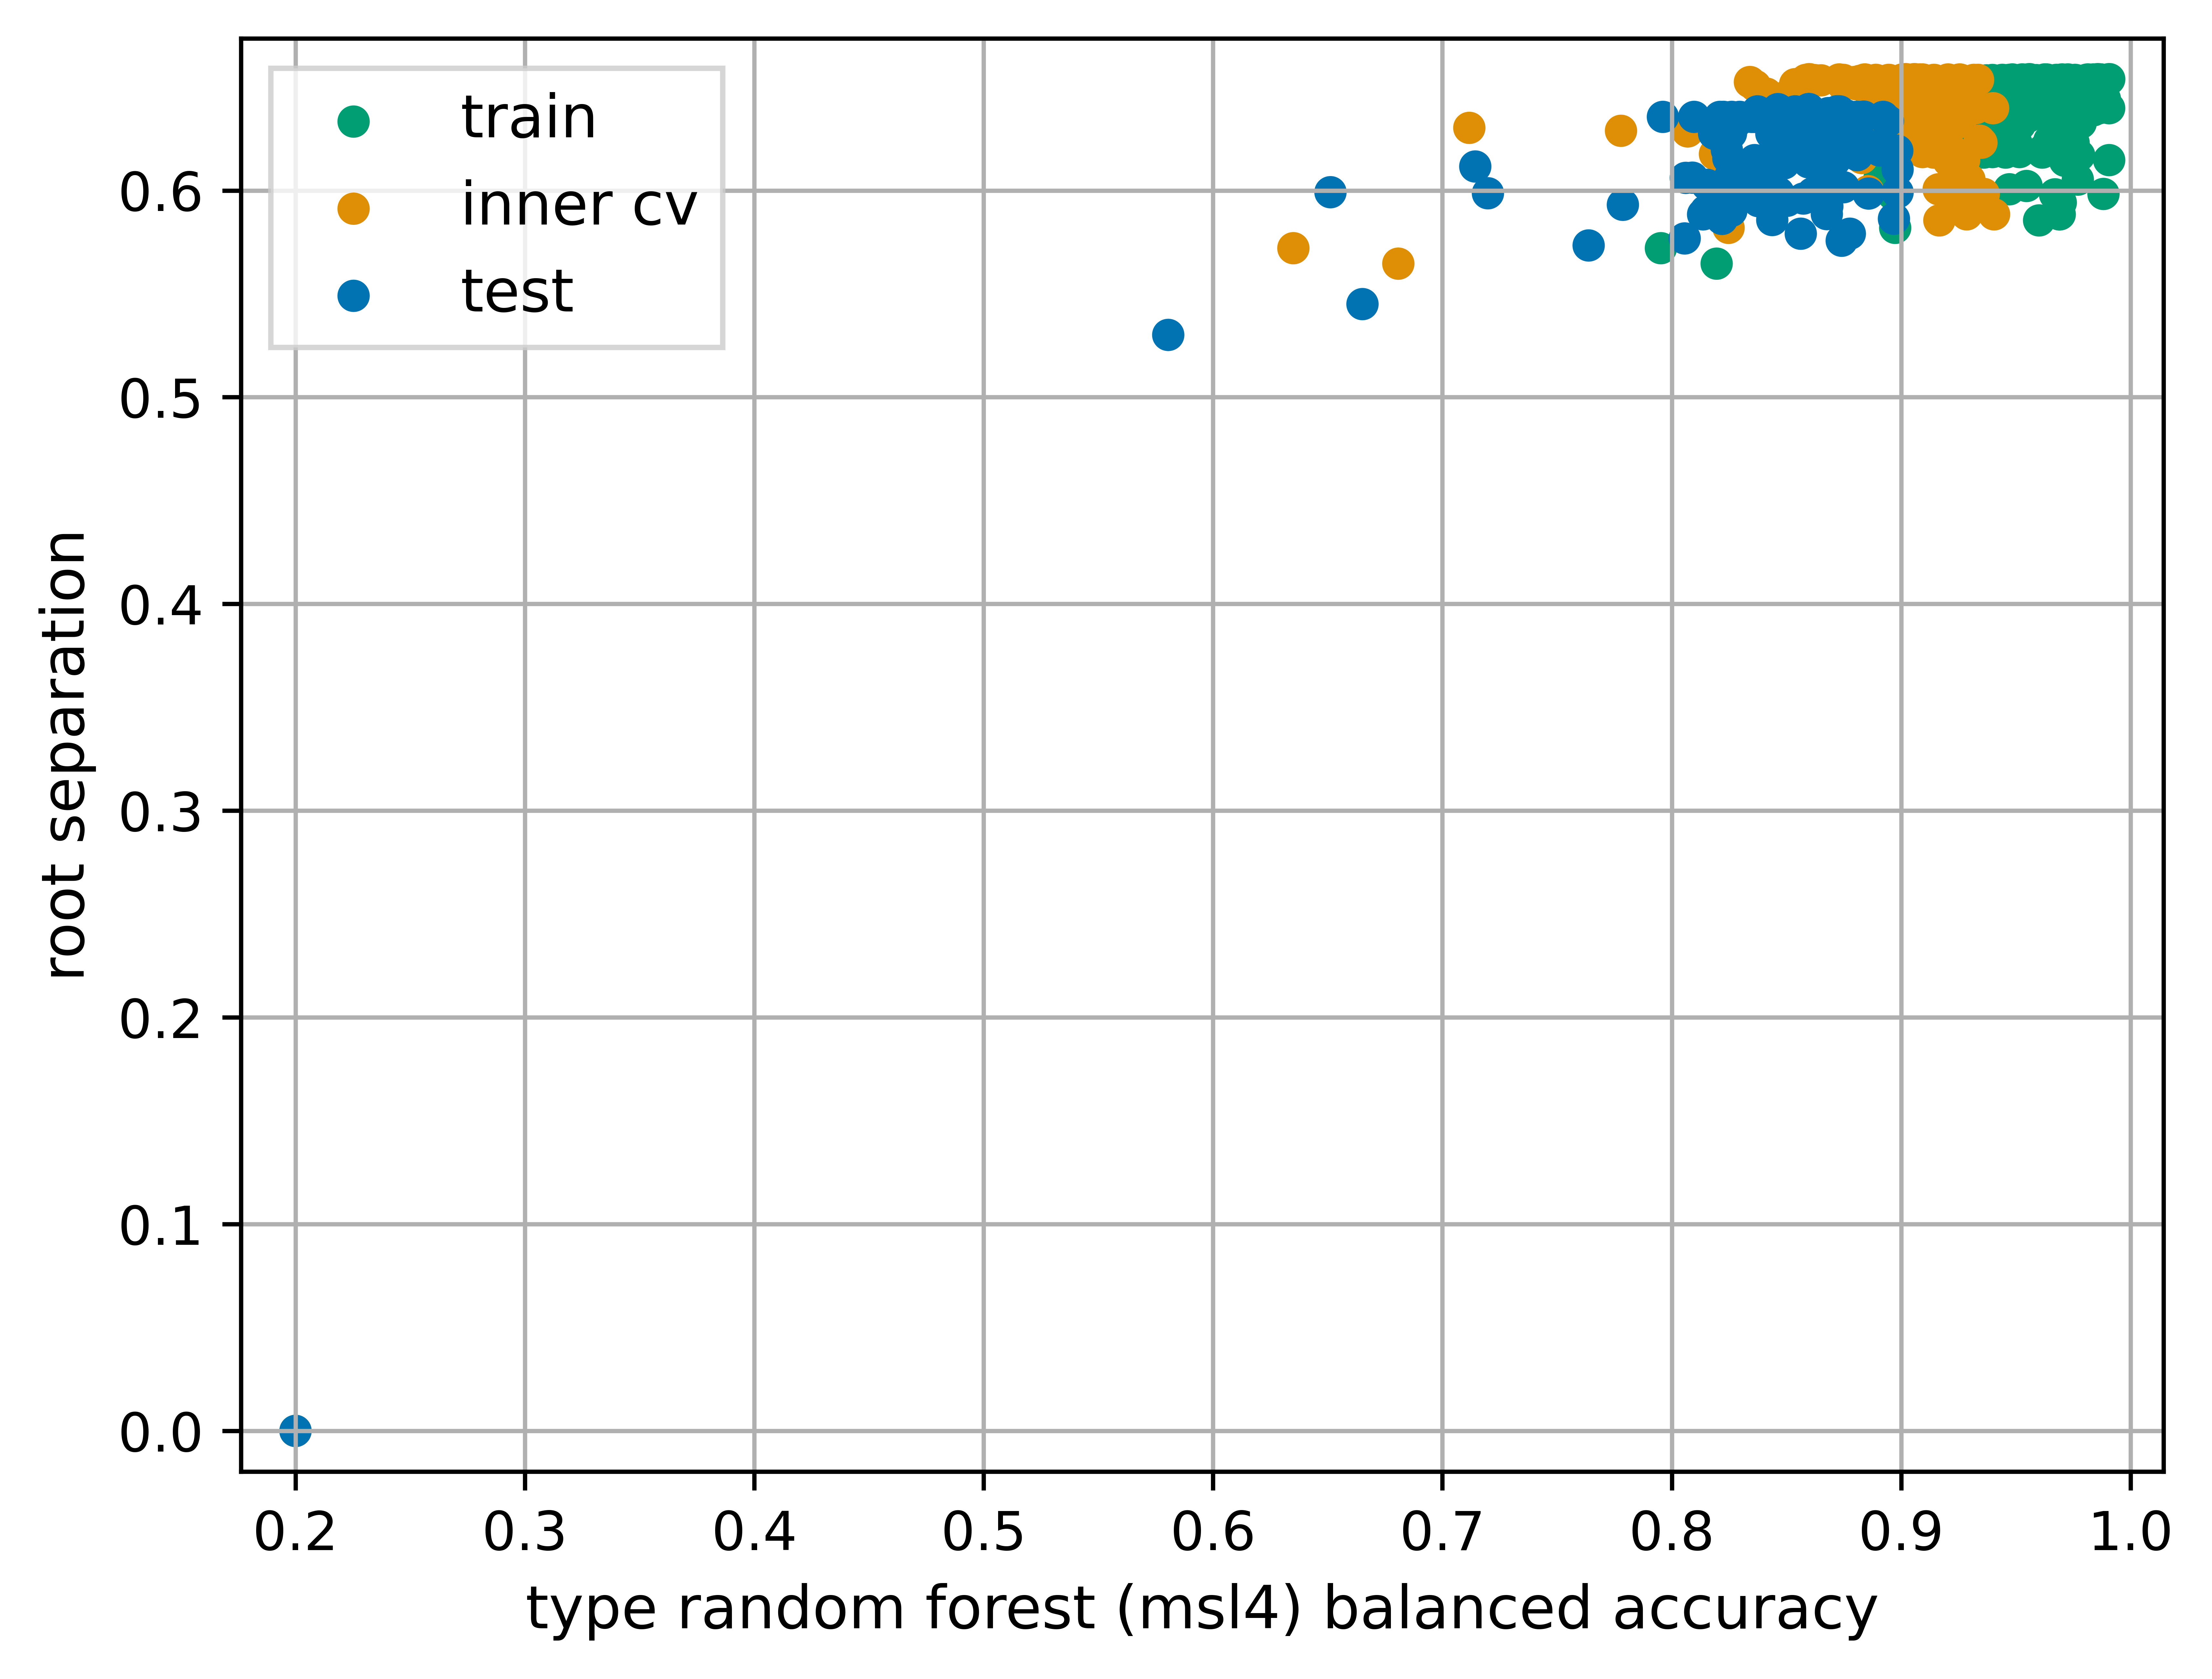 train
inner cv
test
0.6
0.5
0.4
0.3
0.2
0.1
0.0
root separation
0.2 0.3 0.4 0.5 0.6 0.7 0.8 0.9 1.0
type random forest (msl4) balanced accuracy